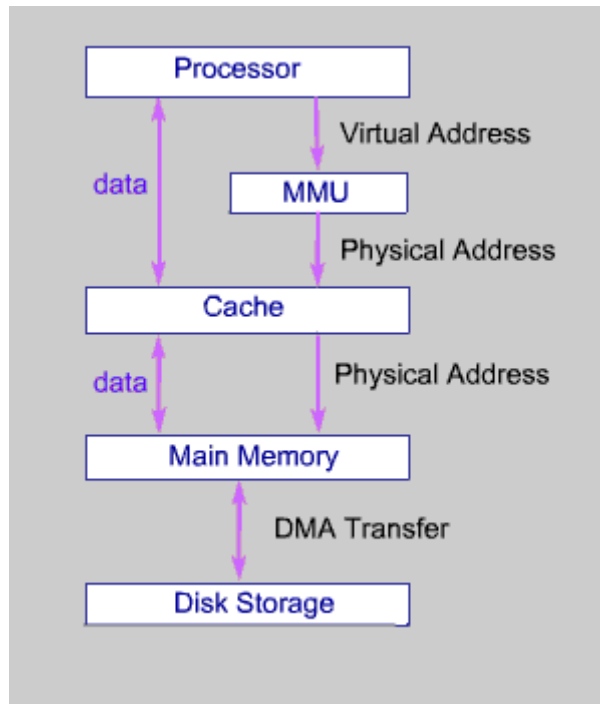 Processor
Virtual Address
data
MMU
Physical Address
Cache
data
Physical Address
Main Memory
DMA Transfer
Disk Storage